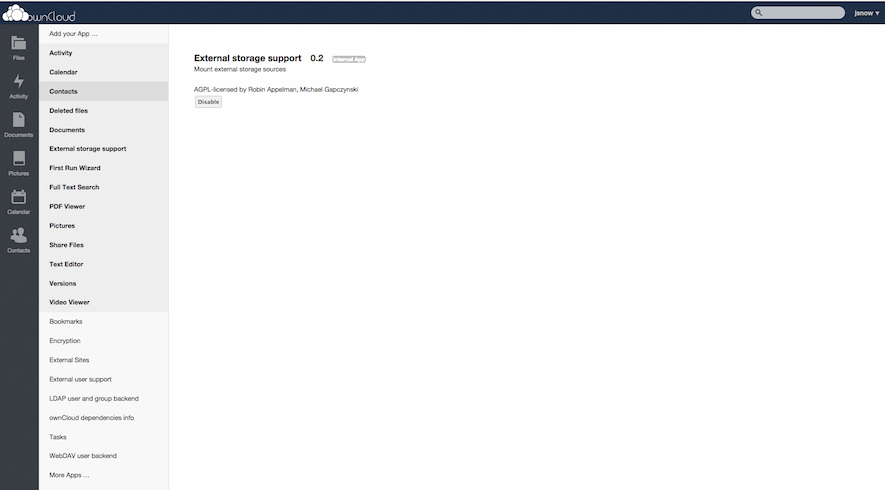 ownCloud
jsnow ▾
Files
Activity
Documents
Pictures
Calendar
Contacts
Add your App ...
Activity
Calendar
Contacts
Deleted files
Documents
External storage support
First Run Wizard
Full Text Search
PDF Viewer
Pictures
Share Files
Text Editor
Versions
Video Viewer
Bookmarks
Encryption
External Sites
External user support
LDAP user and group backend
ownCloud dependencies info
Tasks
WebDAV user backend
More Apps ...
External storage support 0.2 Internal App
Mount external storage sources
AGPL-licensed by Robin Appelman, Michael Gapczynski
Disable